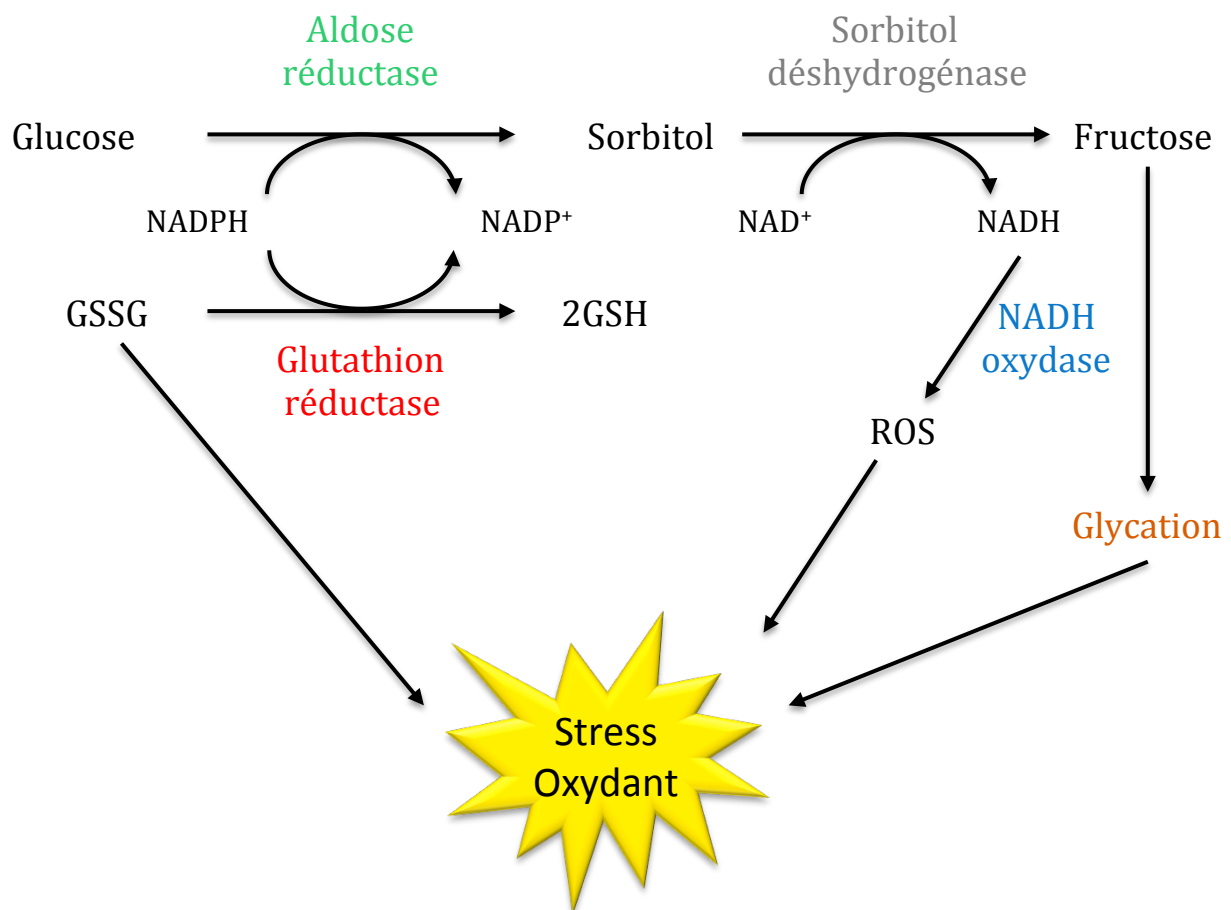 Aldose
réductase
Sorbitol
déshydrogénase
Glucose
Sorbitol
Fructose
NADPH
NADP⁺
NAD⁺
NADH
GSSG
2GSH
NADH
oxydase
Glutathion
réductase
ROS
Glycation
Stress
Oxydant